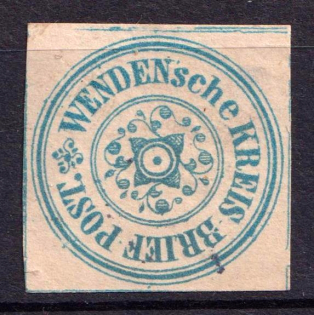 WENDENsche KREIS-BRIEF-POST.